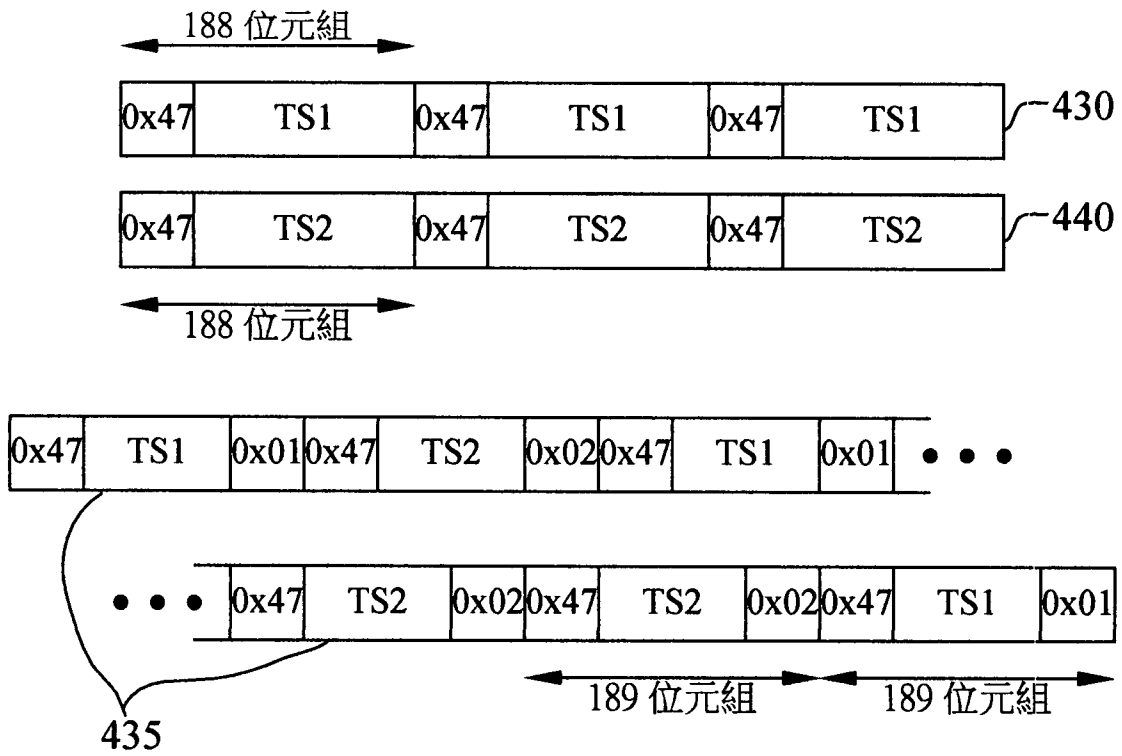 188 位元組
0x47 TS1 0x47 TS1 0x47 TS1 430
0x47 TS2 0x47 TS2 0x47 TS2 440
188 位元組
0x47 TS1 0x01 0x47 TS2 0x02 0x47 TS1 0x01
0x47 TS2 0x02 0x47 TS2 0x02 0x47 TS1 0x01
189 位元組 189 位元組
435